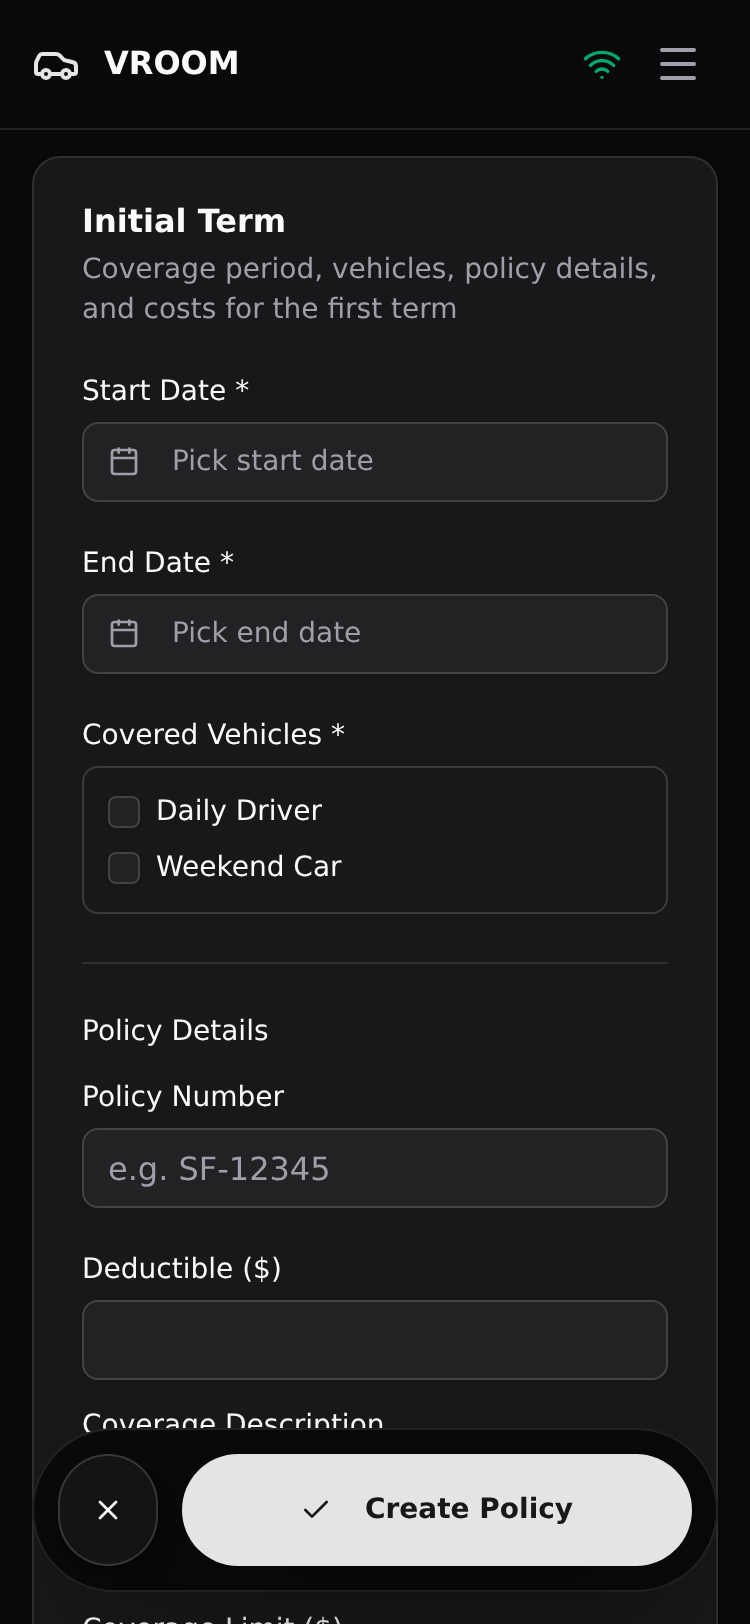 VROOM
Initial Term
Coverage period, vehicles, policy details,
and costs for the first term
Start Date *
Pick start date
End Date *
Pick end date
Covered Vehicles *
Daily Driver
Weekend Car
Policy Details
Policy Number
e.g. SF-12345
Deductible ($)
Coverage Description
Create Policy
Coverage Limit ($)